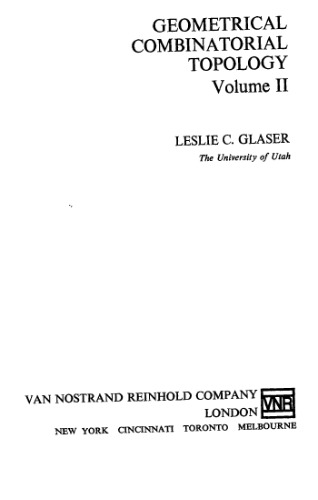 GEOMETRICAL
COMBINATORIAL
TOPOLOGY
Volume II
LESLIE C. GLASER
The University of Utah
VAN NOSTRAND REINHOLD COMPANY
LONDON
VNR
NEW YORK CINCINNATI TORONTO MELBOURNE